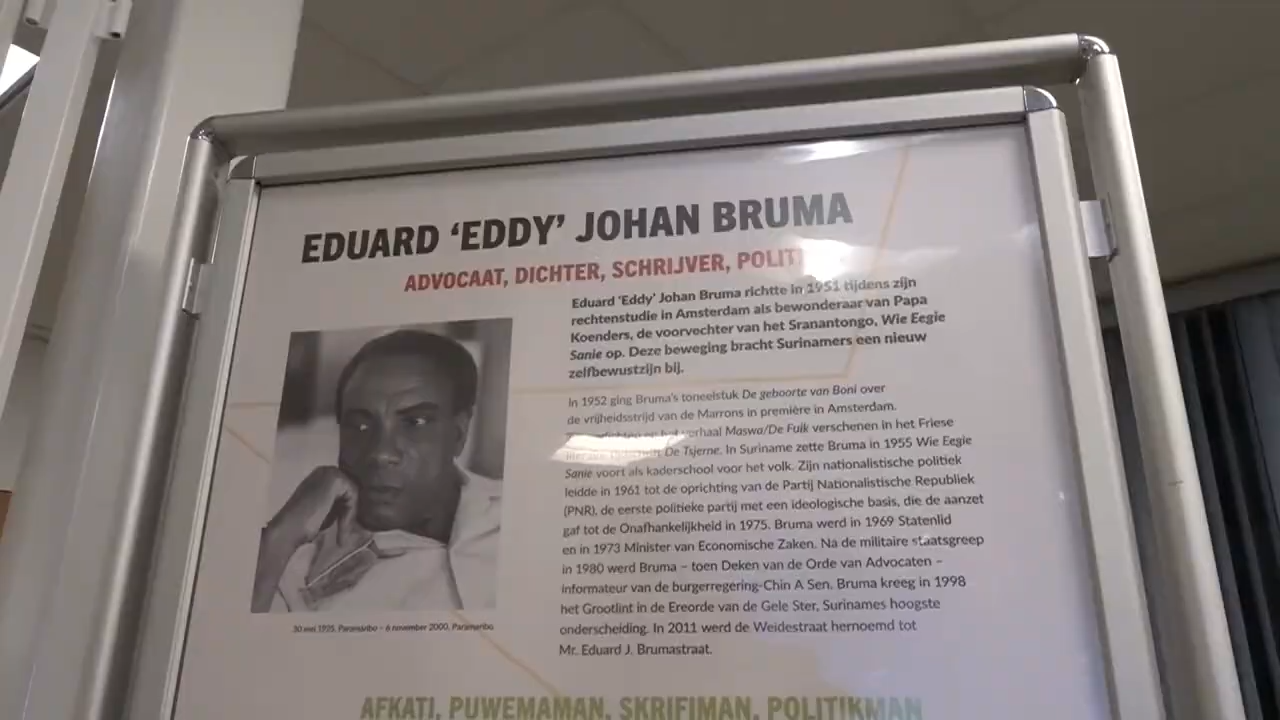 EDUARD ‘EDDY’ JOHAN BRUMA
ADVOCAAT, DICHTER, SCHRIJVER,
Eduard ‘Eddy’ Johan Bruma richtte in 1951 tijdens zijn
rechtenstudie in Amsterdam als bewonderaar van Papa
Koenders, de voorvechter van het Sranantongo, Wie Eegie
Sanie op. Deze beweging bracht Surinamers een nieuw
zelfbewustzijn bij.
In 1952 ging Bruma's toneelstuk De geboorte van Boni over
de vrijheidsstrijd van de Marrons in première in Amsterdam.
het verhaal Maswa/De Fuik verschenen in het Friese
De Tsjerne. In Suriname zette Bruma in 1955 Wie Eegie
Sanie voort als kaderschool voor het volk. Zijn nationalistische politiek
leidde in 1961 tot de oprichting van de Partij Nationalistische Republiek
(PNR), de eerste politieke partij met een ideologische basis, die de aanzet
gaf tot de Onafhankelijkheid in 1975. Bruma werd in 1969 Statenlid
en in 1973 Minister van Economische Zaken. Na de militaire staatsgreep
in 1980 werd Bruma – toen Deken van de Orde van Advocaten –
informateur van de burgerregering-Chin A Sen. Bruma kreeg in 1998
het Grootlint in de Ereorde van de Gele Ster, Surinames hoogste
onderscheiding. In 2011 werd de Weidestraat hernoemd tot
Mr. Eduard J. Brumastraat.
30 mei 1925, Paramaribo – 6 november 2000, Paramaribo
AFKATI, PUWEMAMAN, SKRIFIMAN, POLITIKMAN